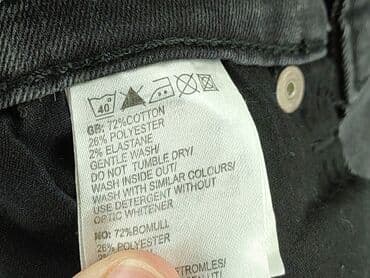 40
GB: 72%COTTON
26% POLYESTER
2% ELASTANE
GENTLE WASH/
DO NOT TUMBLE DRY/
WASH INSIDE OUT/
WASH WITH SIMILAR COLOURS/
USE DETERGENT WITHOUT
OPTIC WHITENER
NO: 72%BOMULL
26% POLYESTER